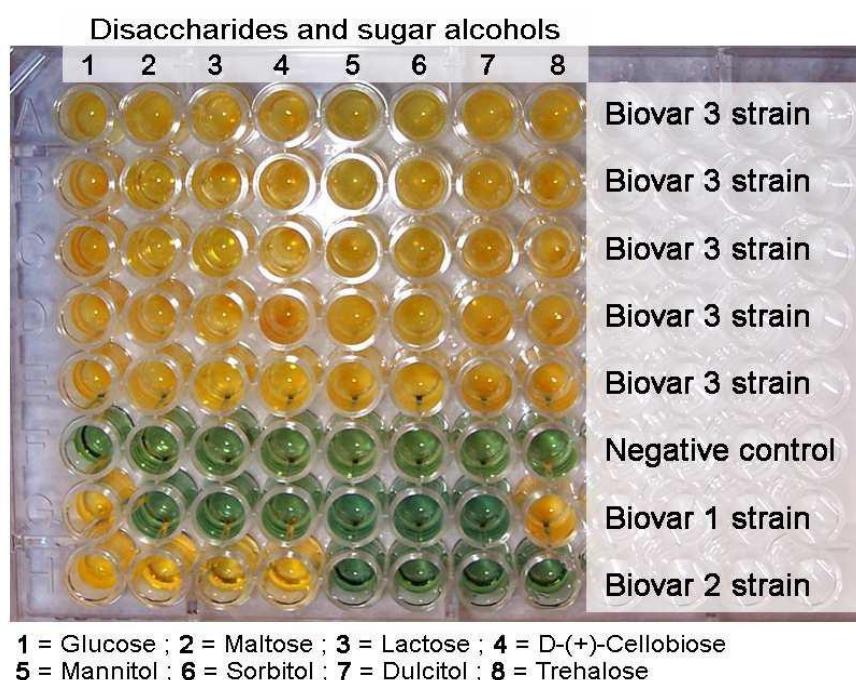 Disaccharides and sugar alcohols
1 2 3 4 5 6 7 8
A Biovar 3 strain
B Biovar 3 strain
C Biovar 3 strain
D Biovar 3 strain
E Biovar 3 strain
F Negative control
G Biovar 1 strain
H Biovar 2 strain
1 = Glucose ; 2 = Maltose ; 3 = Lactose ; 4 = D-(+)-Cellobiose
5 = Mannitol ; 6 = Sorbitol ; 7 = Dulcitol ; 8 = Trehalose